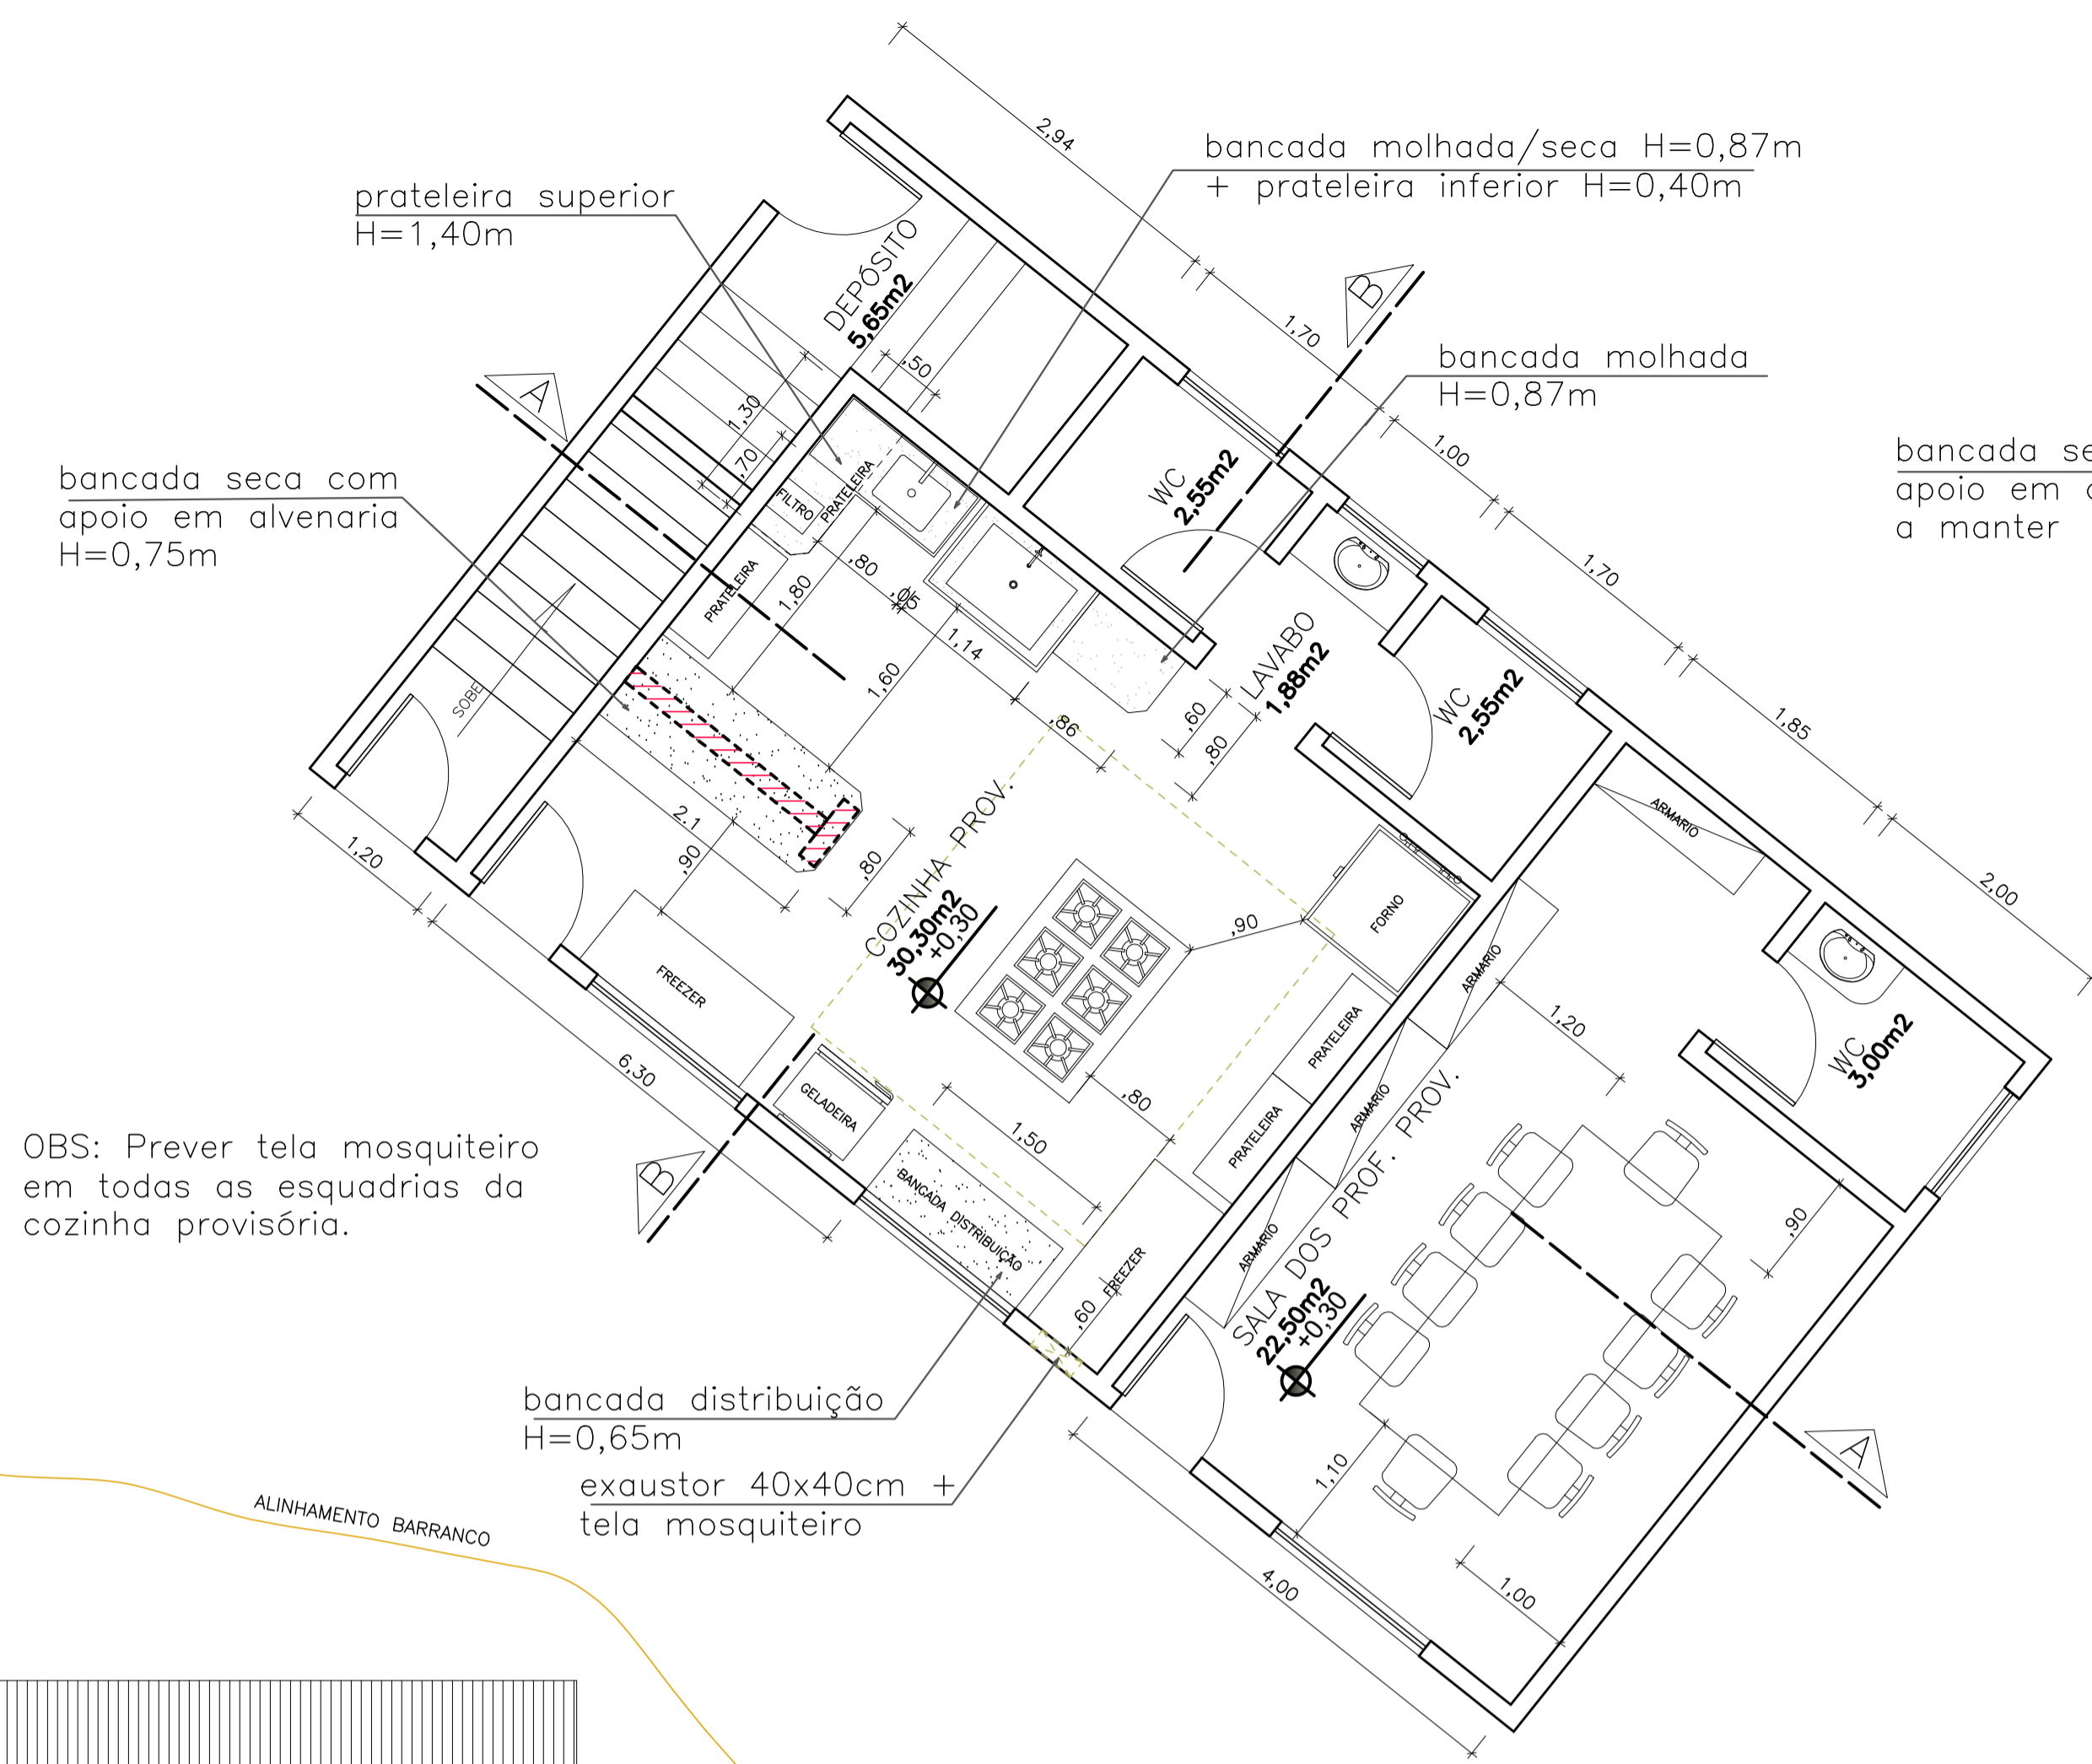 2,94
bancada molhada/seca H=0,87m
+ prateleira inferior H=0,40m
prateleira superior
H=1,40m
DEPÓSITO
5,65m2
B
1,70
,50
bancada molhada
H=0,87m
A
1,30
,70
1,00
bancada seca com
apoio em alvenaria
H=0,75m
bancada se
apoio em
a manter
PRATELEIRA
FILTRO
WC
2,55m2
PRATELEIRA
1,80
,80
,05
1,14
1,60
1,70
LAVABO
1,88m2
WC
2,55m2
SOBE
,60
,80
,86
1,85
2.1
,90
,80
1,20
COZINHA PROV.
30,30m2
+0,30
ARMARIO
2,00
FORNO
,90
FREEZER
ARMARIO
1,20
PRATELEIRA
WC
3,00m2
6,30
GELADEIRA
,80
1,50
PRATELEIRA
ARMARIO
OBS: Prever tela mosquiteiro
em todas as esquadrias da
cozinha provisória.
B
BANCADA DISTRIBUIÇÃO
FREEZER
,60
ARMARIO
SALA DOS PROF. PROV.
22,50m2
+0,30
,90
bancada distribuição
H=0,65m
exaustor 40x40cm +
tela mosquiteiro
A
1,10
ALINHAMENTO BARRANCO
4,00
1,00